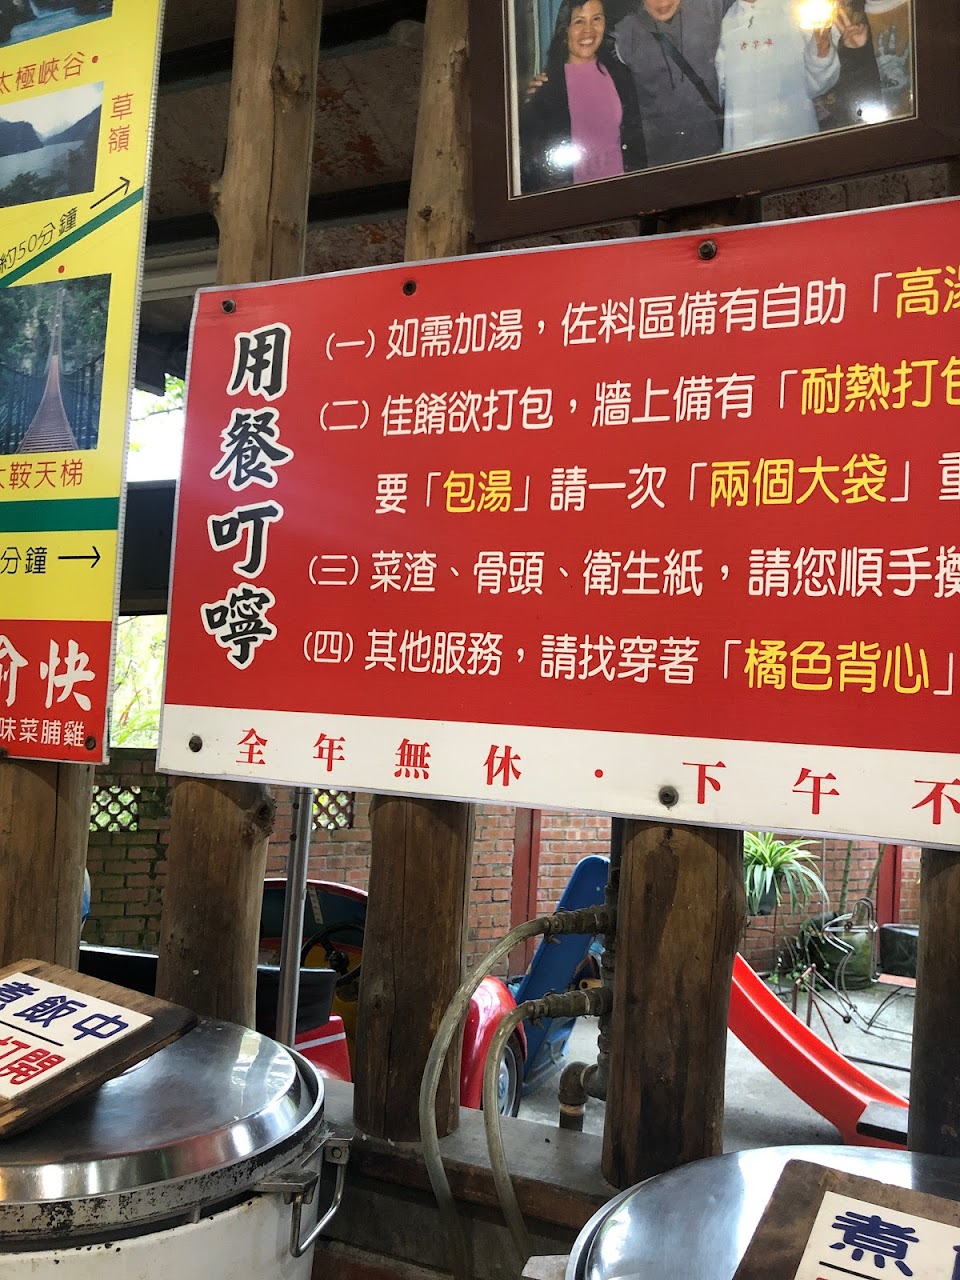 太極峽谷
草嶺
約50分鐘
天梯
分鐘
快
味菜脯雞
用餐叮嚀
(一)如需加湯，佐料區備有自助「高湯
(二)佳餚欲打包，牆上備有「耐熱打包
要「包湯」請一次「兩個大袋」重
(三)菜渣、骨頭、衛生紙，請您順手
(四)其他服務，請找穿著「橘色背心」
全年無休．下午不
煮飯中
打開
煮